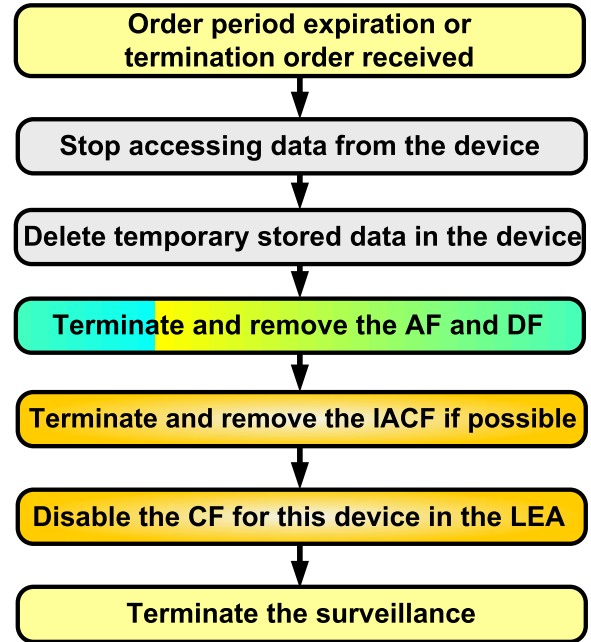 Order period expiration or
termination order received
Stop accessing data from the device
Delete temporary stored data in the device
Terminate and remove the AF and DF
Terminate and remove the IACF if possible
Disable the CF for this device in the LEA
Terminate the surveillance